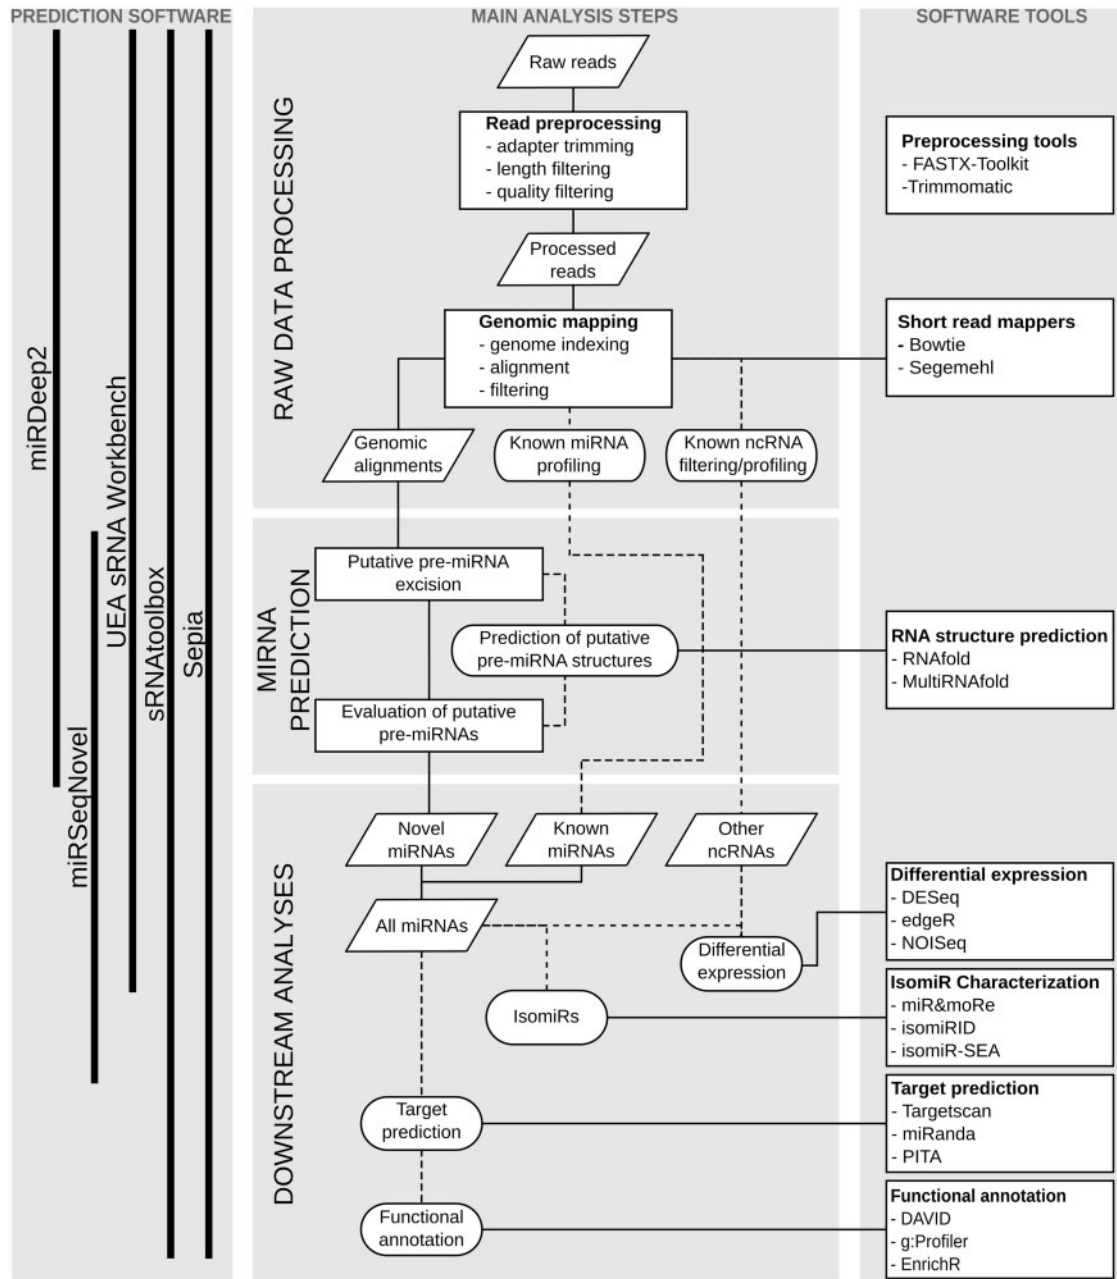 PREDICTION SOFTWARE
MAIN ANALYSIS STEPS
SOFTWARE TOOLS
miRDeep2
miRSeqNovel
UEA sRNA Workbench
sRNAtoolbox
Sepia
RAW DATA PROCESSING
Raw reads
Read preprocessing
- adapter trimming
- length filtering
- quality filtering
Processed
reads
Genomic mapping
- genome indexing
- alignment
- filtering
Genomic
alignments
Known miRNA
profiling
Known ncRNA
filtering/profiling
MIRNA
PREDICTION
Putative pre-miRNA
excision
Prediction of putative
pre-miRNA structures
Evaluation of putative
pre-miRNAs
DOWNSTREAM ANALYSES
Novel
miRNAs
Known
miRNAs
Other
ncRNAs
All miRNAs
Differential
expression
IsomiRs
Target
prediction
Functional
annotation
Preprocessing tools
- FASTX-Toolkit
-Trimmomatic
Short read mappers
- Bowtie
- Segemehl
RNA structure prediction
- RNAfold
- MultiRNAfold
Differential expression
- DESeq
- edgeR
- NOISeq
IsomiR Characterization
- miR&moRe
- isomiRID
- isomiR-SEA
Target prediction
- Targetscan
- miRanda
- PITA
Functional annotation
- DAVID
- g:Profiler
- EnrichR